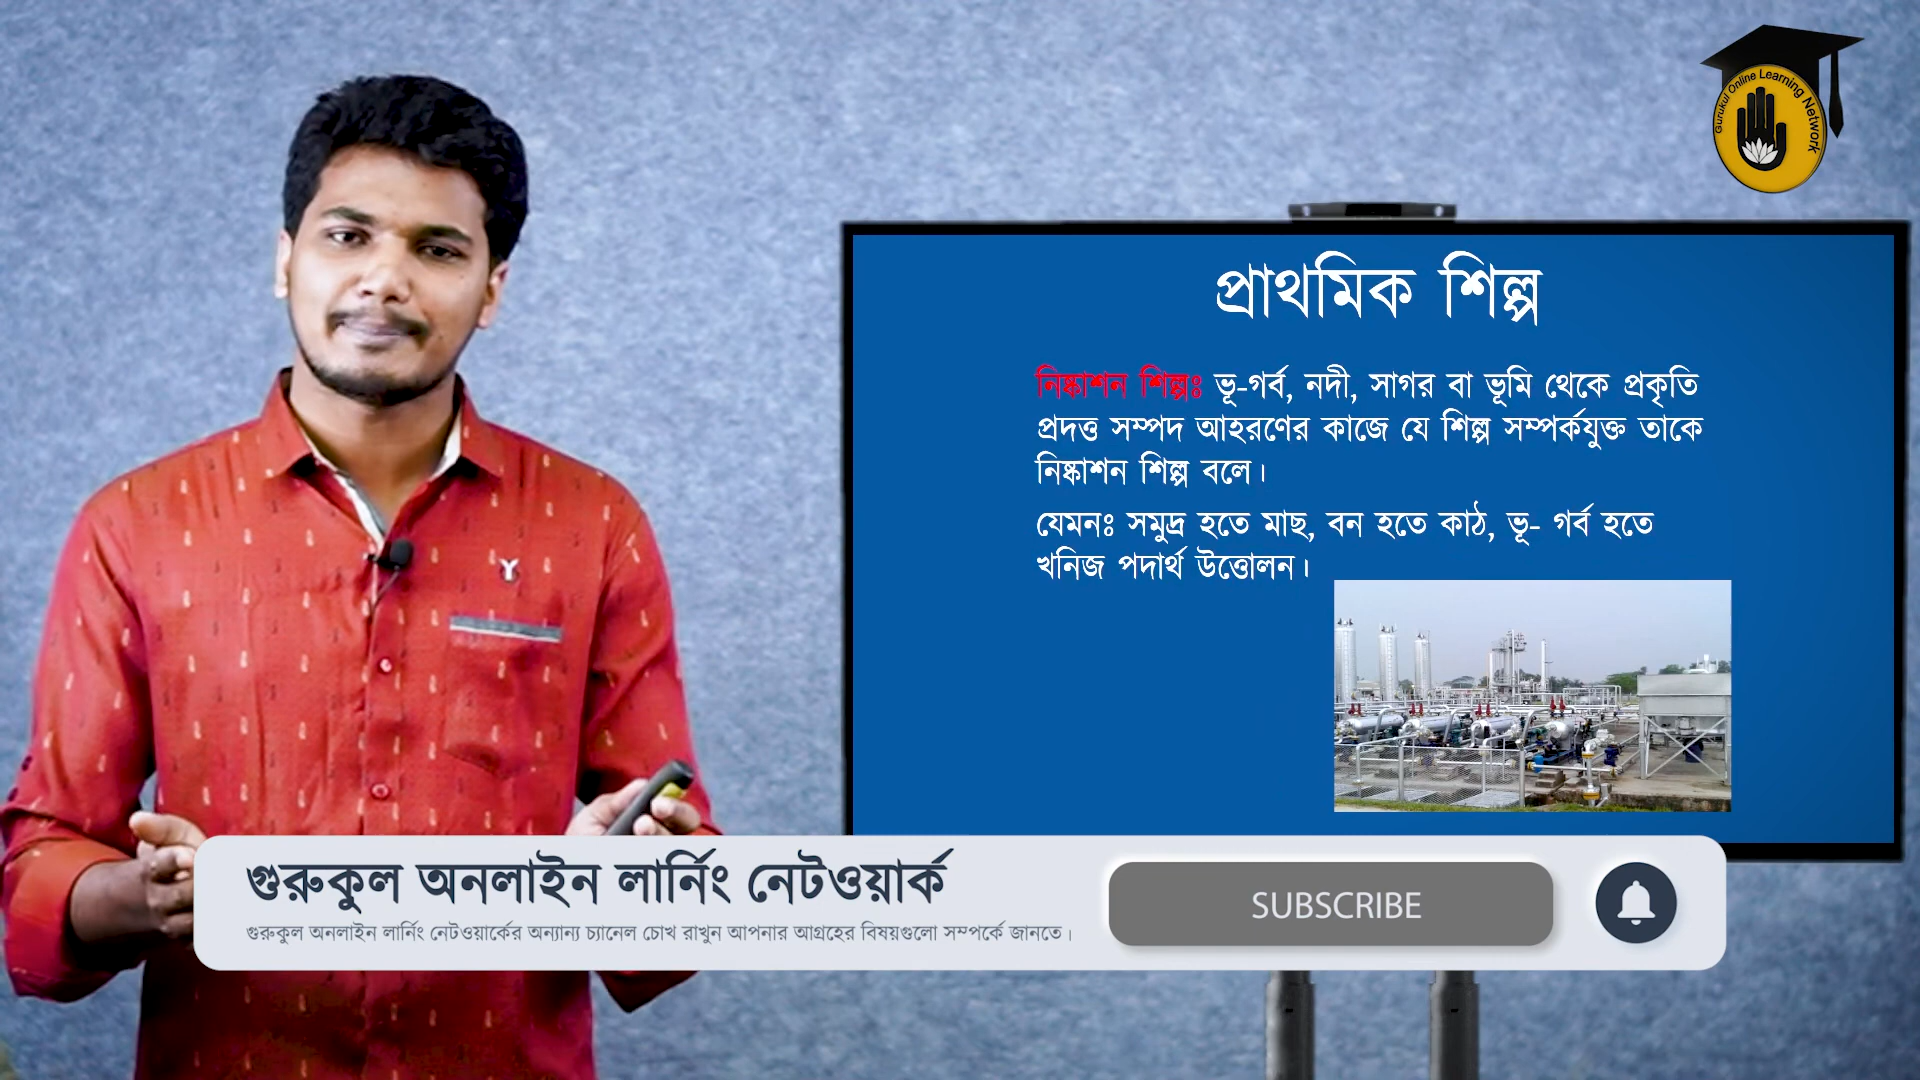 Gurukul Online Learning Network
প্রাথমিক শিল্প
নিষ্কাশন শিল্পঃ ভূ-গর্ব, নদী, সাগর বা ভূমি থেকে প্রকৃতি
প্রদত্ত সম্পদ আহরণের কাজে যে শিল্প সম্পর্কযুক্ত তাকে
নিষ্কাশন শিল্প বলে।
যেমনঃ সমুদ্র হতে মাছ, বন হতে কাঠ, ভূ- গর্ব হতে
খনিজ পদার্থ উত্তোলন।
গুরুকুল অনলাইন লার্নিং নেটওয়ার্ক
গুরুকুল অনলাইন লার্নিং নেটওয়ার্কের অন্যান্য চ্যানেল চোখ রাখুন আপনার আগ্রহের বিষয়গুলো সম্পর্কে জানতে।
SUBSCRIBE